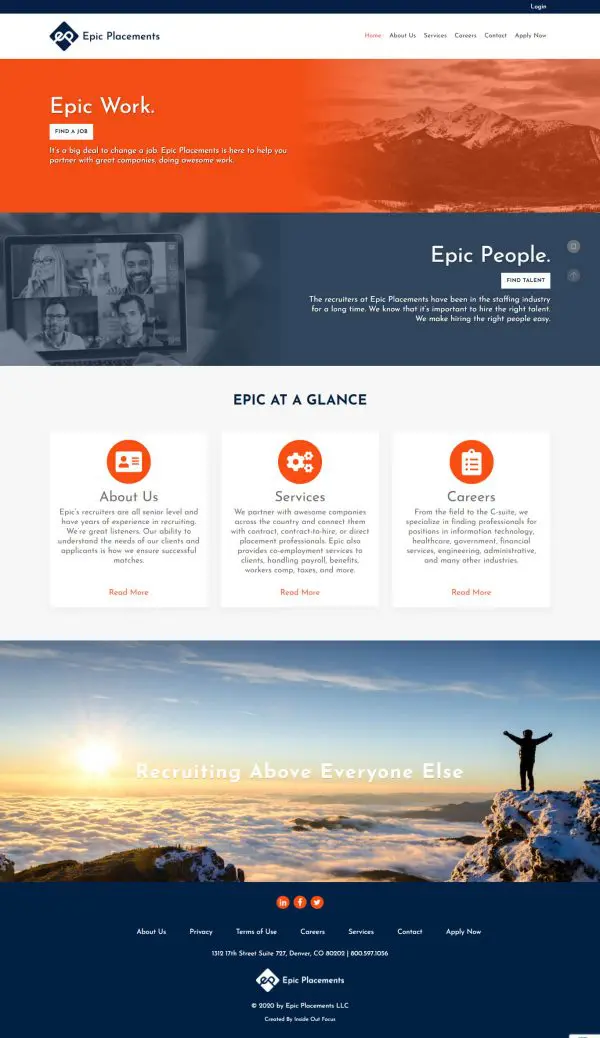 Login
Epic Placements
Home About Us Services Careers Contact Apply Now
Epic Work.
FIND A JOB
It's a big deal to change a job. Epic Placements is here to help you
partner with great companies, doing awesome work.
Epic People.
FIND TALENT
The recruiters at Epic Placements have been in the staffing industry
for a long time. We know that it's important to hire the right talent.
We make hiring the right people easy.
EPIC AT A GLANCE
About Us
Epic's recruiters are all senior level and
have years of experience in recruiting.
We're great listeners. Our ability to
understand the needs of our clients and
applicants is how we ensure successful
matches.
Read More
Services
We partner with awesome companies
across the country and connect them
with contract, contract-to-hire, or direct
placement professionals. Epic also
provides co-employment services to
clients, handling payroll, benefits,
workers comp, taxes, and more.
Read More
Careers
From the field to the C-suite, we
specialize in finding professionals for
positions in information technology,
healthcare, government, financial
services, engineering, administrative,
and many other industries.
Read More
Recruiting Above Everyone Else
About Us Privacy Terms of Use Careers Services Contact Apply Now
1312 17th Street Suite 727, Denver, CO 80202 | 800.597.1056
Epic Placements
© 2020 by Epic Placements LLC
Created By Inside Out Focus